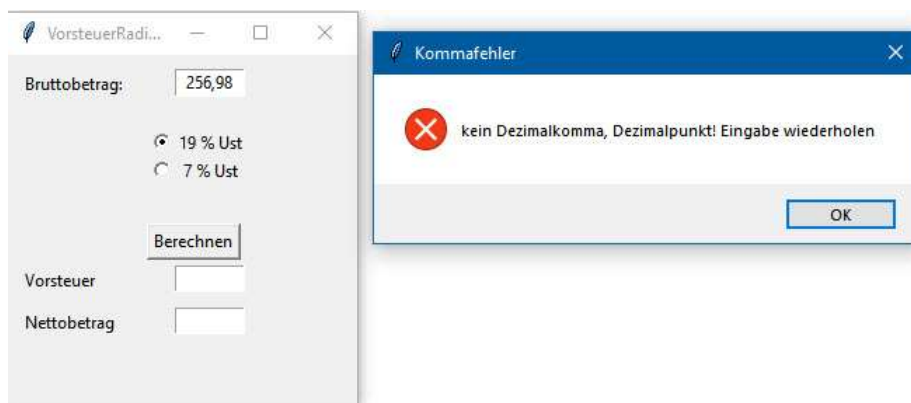 VorsteuerRadi...
Bruttobetrag: 256,98
19 % Ust
7 % Ust
Berechnen
Vorsteuer
Nettobetrag
Kommafehler
kein Dezimalkomma, Dezimalpunkt! Eingabe wiederholen
OK